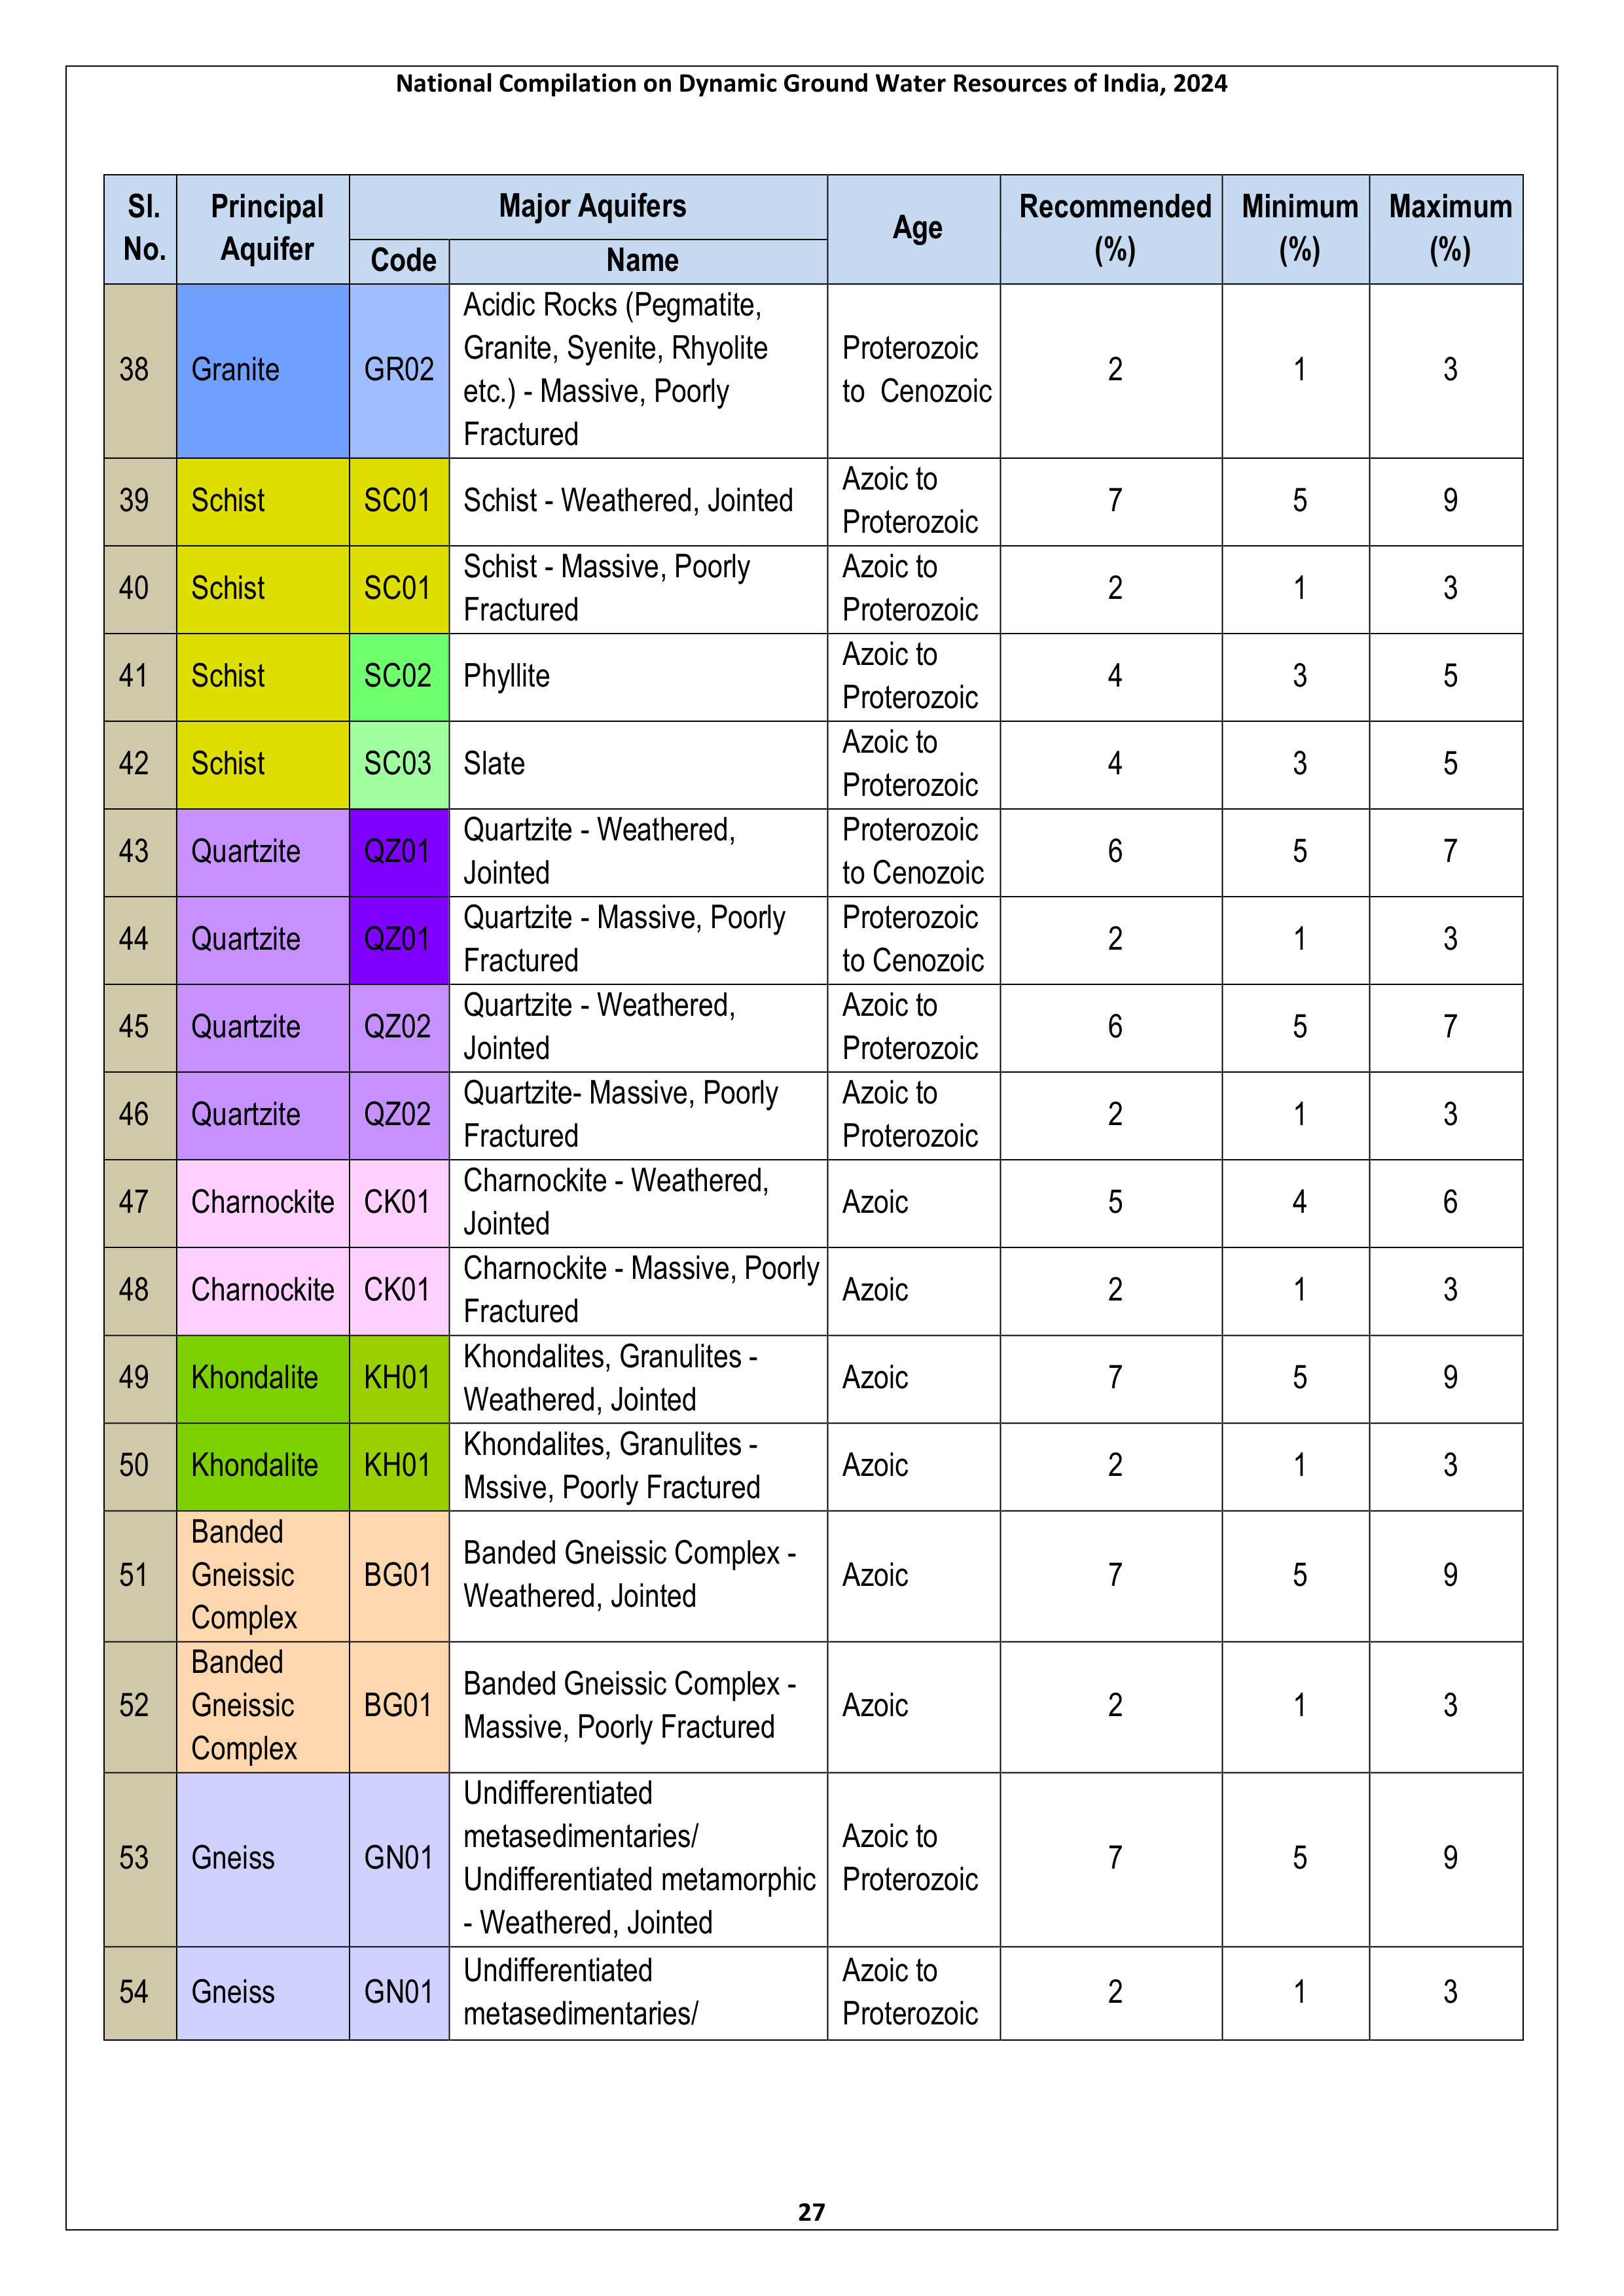 National Compilation on Dynamic Ground Water Resources of India, 2024
Sl. No. Principal Aquifer Major Aquifers Age Recommended (%) Minimum (%) Maximum (%)
Code Name
38 Granite GR02 Acidic Rocks (Pegmatite, Granite, Syenite, Rhyolite etc.) - Massive, Poorly Fractured Proterozoic to Cenozoic 2 1 3
39 Schist SC01 Schist - Weathered, Jointed Azoic to Proterozoic 7 5 9
40 Schist SC01 Schist - Massive, Poorly Fractured Azoic to Proterozoic 2 1 3
41 Schist SC02 Phyllite Azoic to Proterozoic 4 3 5
42 Schist SC03 Slate Azoic to Proterozoic 4 3 5
43 Quartzite QZ01 Quartzite - Weathered, Jointed Proterozoic to Cenozoic 6 5 7
44 Quartzite QZ01 Quartzite - Massive, Poorly Fractured Proterozoic to Cenozoic 2 1 3
45 Quartzite QZ02 Quartzite - Weathered, Jointed Azoic to Proterozoic 6 5 7
46 Quartzite QZ02 Quartzite- Massive, Poorly Fractured Azoic to Proterozoic 2 1 3
47 Charnockite CK01 Charnockite - Weathered, Jointed Azoic 5 4 6
48 Charnockite CK01 Charnockite - Massive, Poorly Fractured Azoic 2 1 3
49 Khondalite KH01 Khondalites, Granulites - Weathered, Jointed Azoic 7 5 9
50 Khondalite KH01 Khondalites, Granulites - Mssive, Poorly Fractured Azoic 2 1 3
51 Banded Gneissic Complex BG01 Banded Gneissic Complex - Weathered, Jointed Azoic 7 5 9
52 Banded Gneissic Complex BG01 Banded Gneissic Complex - Massive, Poorly Fractured Azoic 2 1 3
53 Gneiss GN01 Undifferentiated metasedimentaries/ Undifferentiated metamorphic - Weathered, Jointed Azoic to Proterozoic 7 5 9
54 Gneiss GN01 Undifferentiated metasedimentaries/ Azoic to Proterozoic 2 1 3
27